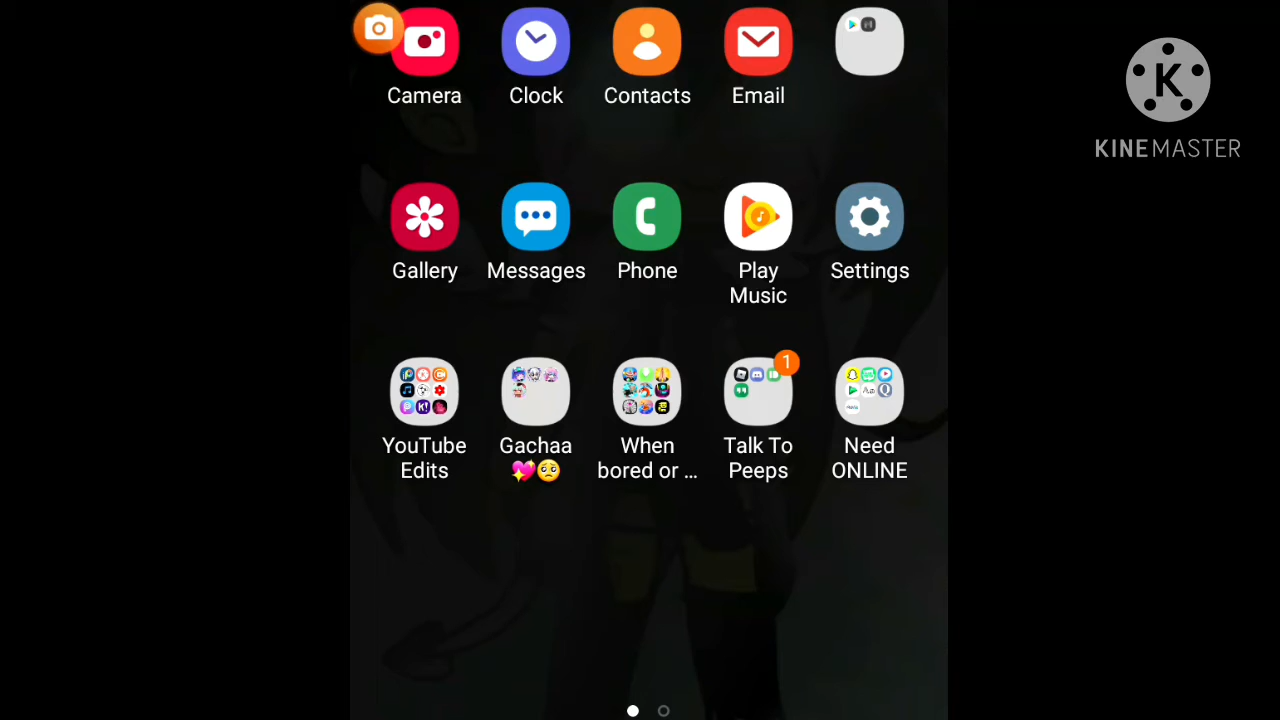 Camera
Clock
Contacts
Email
K
KINEMASTER
Gallery
Messages
Phone
Play
Music
Settings
1
YouTube
Edits
Gachaa
💖🥺
When
bored or ...
Talk To
Peeps
Need
ONLINE